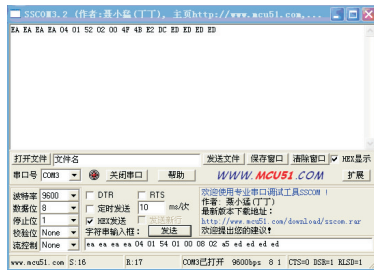 SSCOM3.2 (作者:聂小猛(丁丁), 主页http://www.mcu51.com,...
EA EA EA EA 04 01 52 02 00 4F 4B E2 DC ED ED ED ED
打开文件 文件名 发送文件 保存窗口 清除窗口 HEX显示
串口号 COM3 关闭串口 帮助 WWW.MCU51.COM 扩展
波特率 9600 DTR RTS
数据位 8 定时发送 10 ms/次
停止位 1 HEX发送 发送新行
校验位 None 字符串输入框: 发送
流控制 None ea ea ea ea 04 01 54 01 00 08 02 a5 ed ed ed ed
欢迎使用专业串口调试工具SSCOM !
作者: 聂小猛(丁丁)
最新版本下载地址:
http://www.mcu51.com/download/sscom.rar
欢迎提出您的建议!
www.mcu51.com S:16 R:17 COM3已打开 9600bps 8 1 CTS=0 DSR=1 RLSD=1